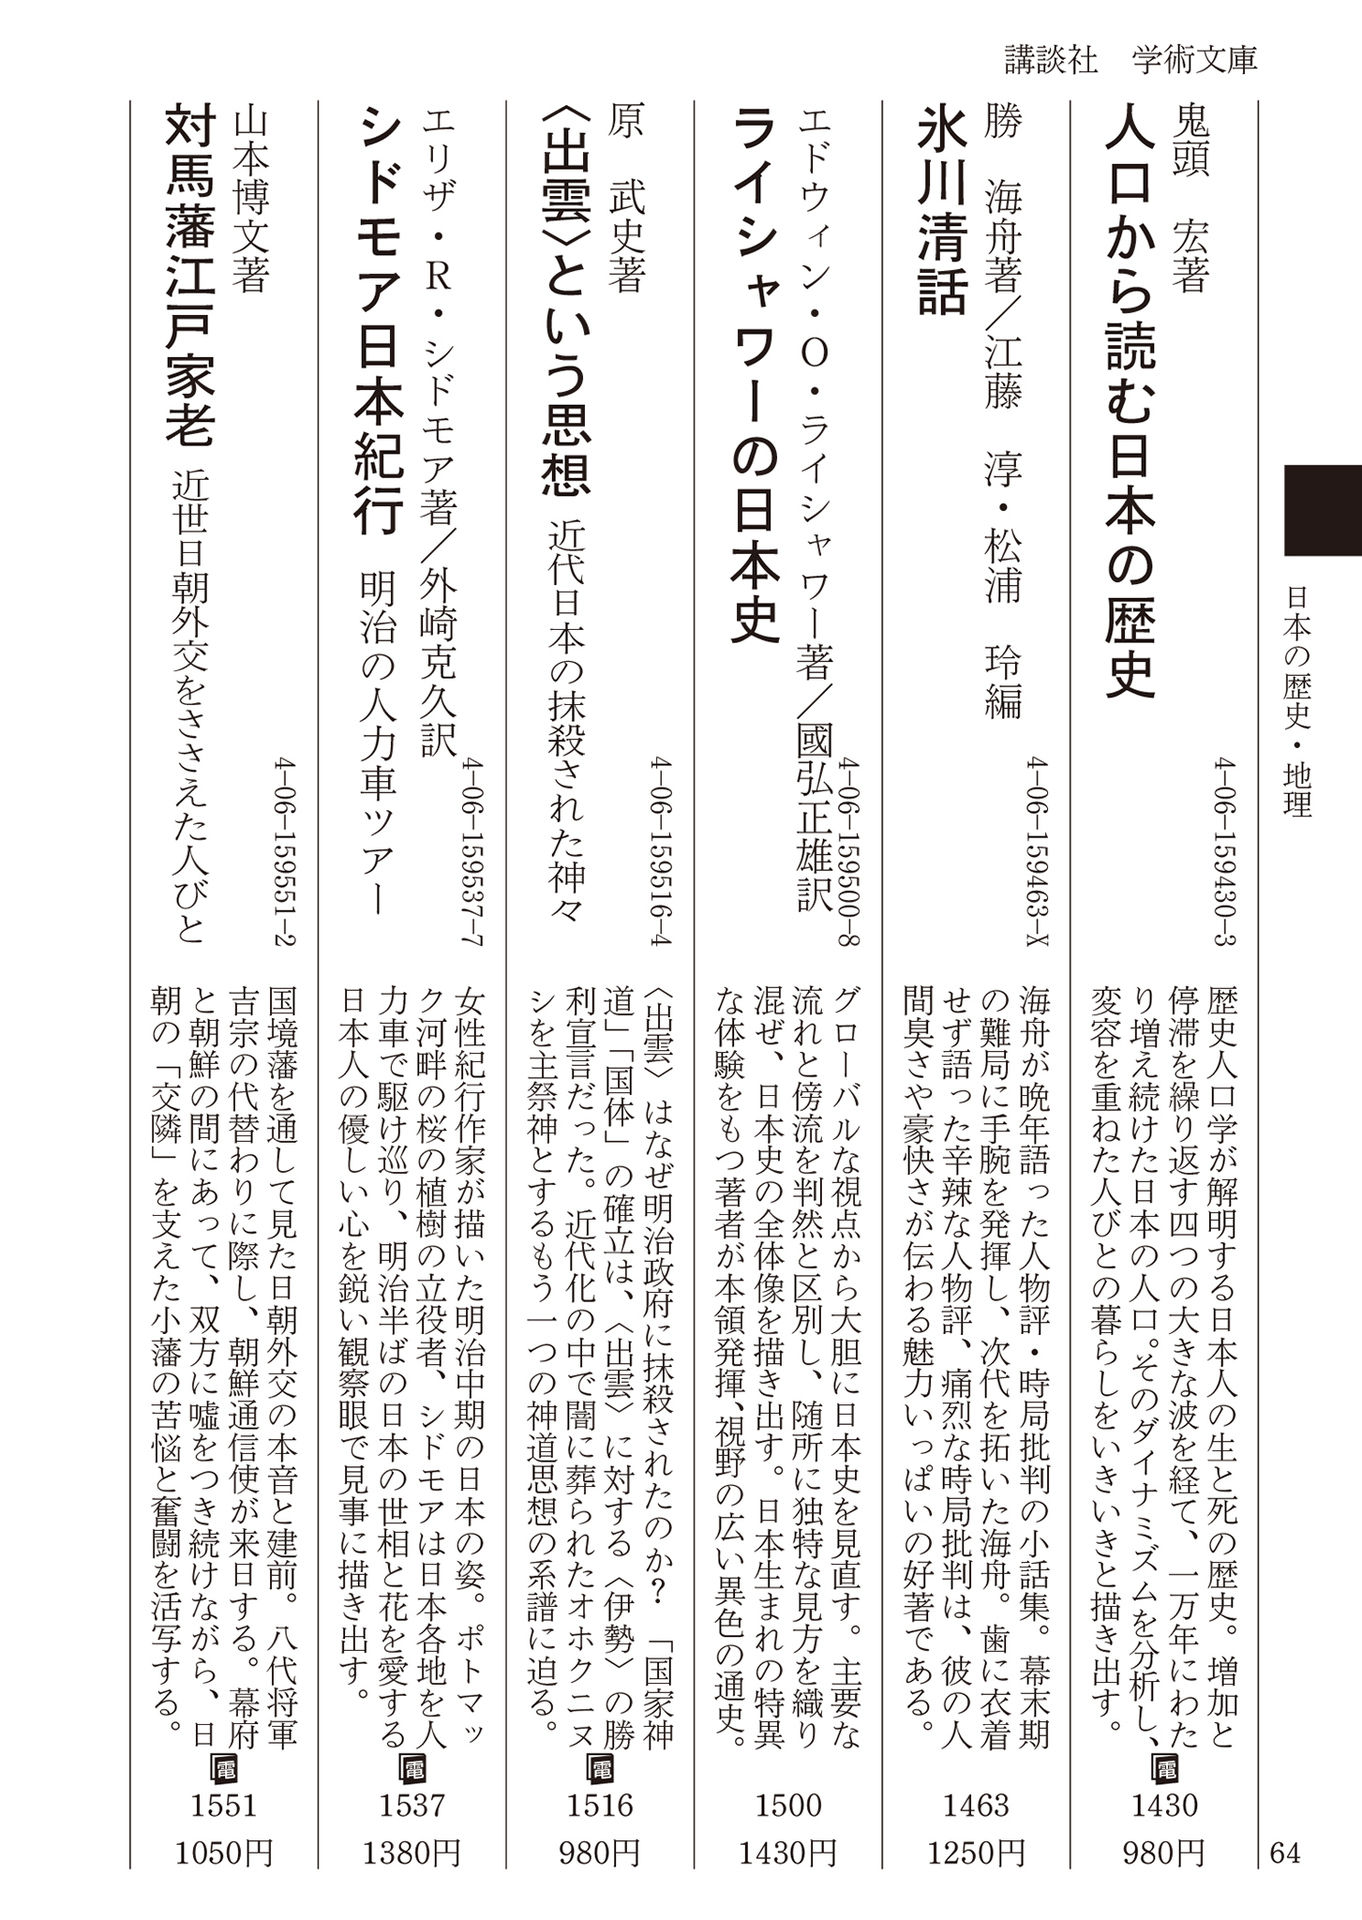 講談社　学術文庫
日本の歴史・地理
鬼頭　宏著
人口から読む日本の歴史
4-06-159430-3
歴史人口学が解明する日本人の生と死の歴史。増加と
停滞を繰り返す四つの大きな波を経て、一万年にわた
り増え続けた日本の人口。そのダイナミズムを分析し、
変容を重ねた人びとの暮らしをいきいきと描き出す。
電
1430
980円
勝　海舟著／江藤　淳・松浦　玲編
氷川清話
4-06-159463-X
海舟が晩年語った人物評・時局批判の小話集。幕末期
の難局に手腕を発揮し、次代を拓いた海舟。歯に衣着
せず語った辛辣な人物評、痛烈な時局批判は、彼の人
間臭さや豪快さが伝わる魅力いっぱいの好著である。
1463
1250円
エドウィン・O・ライシャワー著／國弘正雄訳
ライシャワーの日本史
4-06-159500-8
グローバルな視点から大胆に日本史を見直す。主要な
流れと傍流を判然と区別し、随所に独特な見方を織り
混ぜ、日本史の全体像を描き出す。日本生まれの特異
な体験をもつ著者が本領発揮、視野の広い異色の通史。
1500
1430円
原　武史著
〈出雲〉という思想　近代日本の抹殺された神々
4-06-159516-4
〈出雲〉はなぜ明治政府に抹殺されたのか？「国家神
道」「国体」の確立は、〈出雲〉に対する〈伊勢〉の勝
利宣言だった。近代化の中で闇に葬られたオホクニヌ
シを主祭神とするもう一つの神道思想の系譜に迫る。
電
1516
980円
エリザ・R・シドモア著／外崎克久訳
シドモア日本紀行　明治の人力車ツアー
4-06-159537-7
女性紀行作家が描いた明治中期の日本の姿。ポトマッ
ク河畔の桜の植樹の立役者、シドモアは日本各地を人
力車で駆け巡り、明治半ばの日本の世相と花を愛する
日本人の優しい心を鋭い観察眼で見事に描き出す。
電
1537
1380円
山本博文著
対馬藩江戸家老　近世日朝外交をささえた人びと
4-06-159551-2
国境藩を通して見た日朝外交の本音と建前。八代将軍
吉宗の代替わりに際し、朝鮮通信使が来日する。幕府
と朝鮮の間にあって、双方に嘘をつき続けながら、日
朝の「交隣」を支えた小藩の苦悩と奮闘を活写する。
電
1551
1050円
64